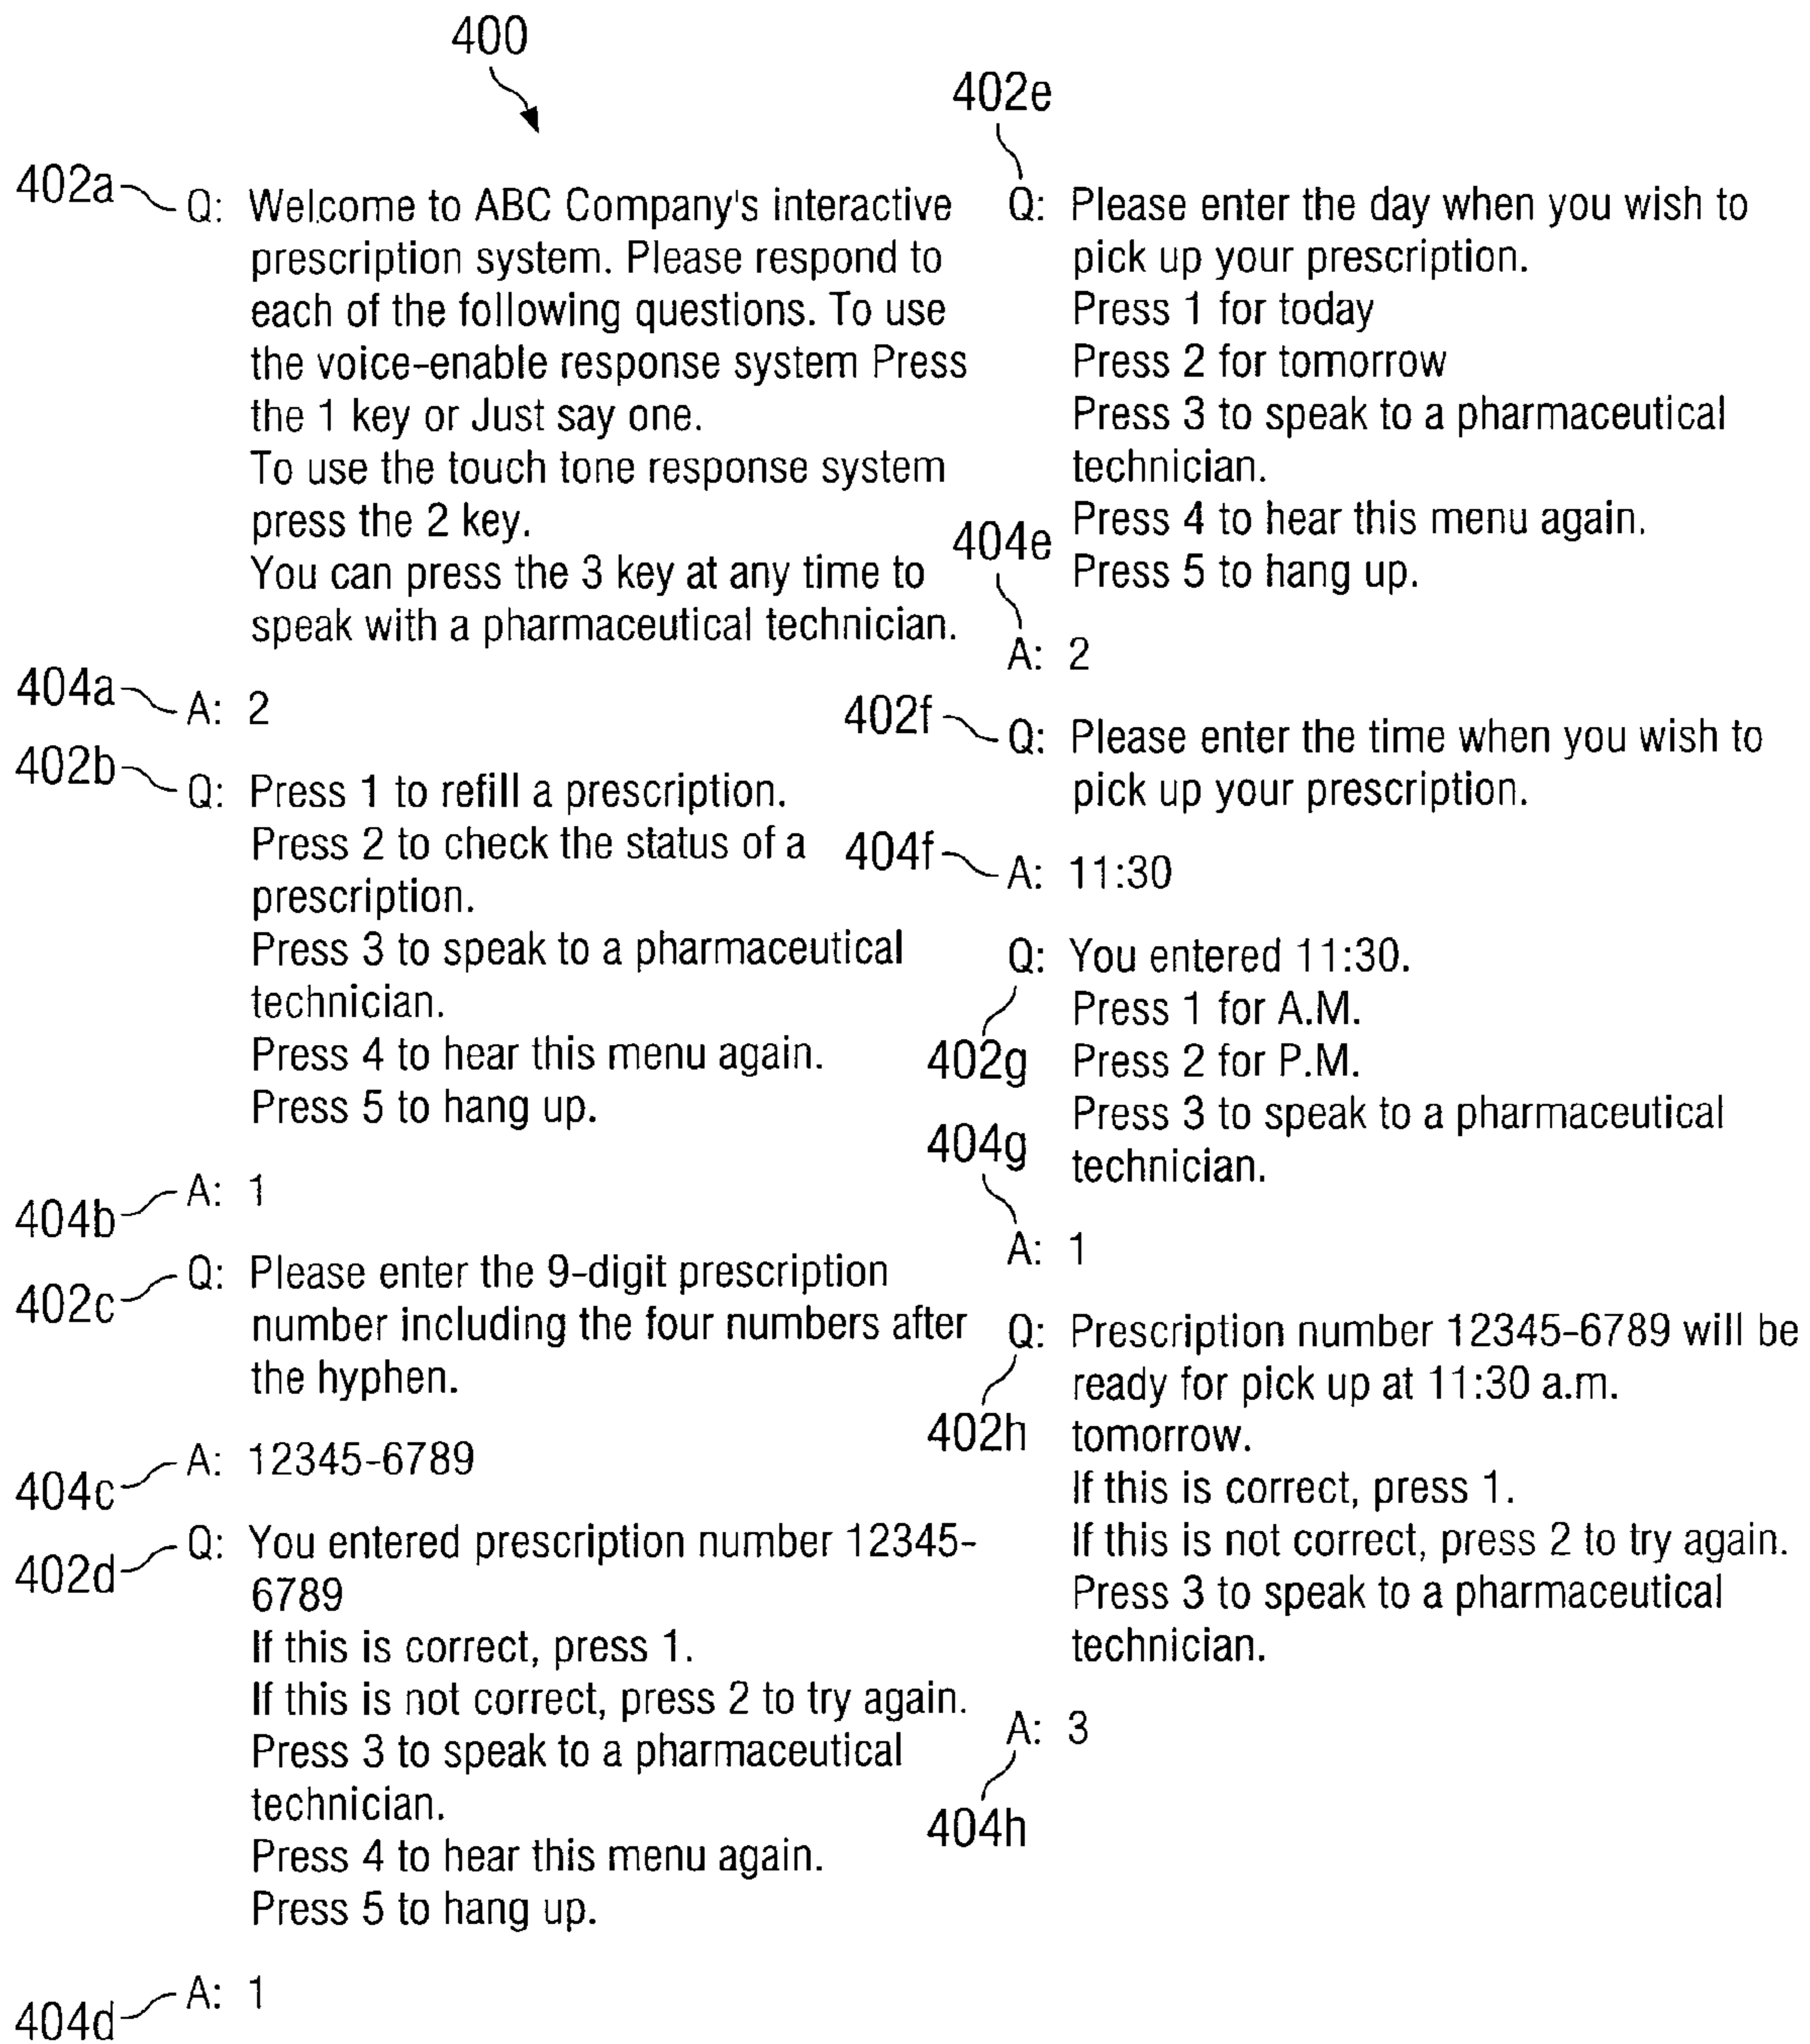 400
402a
Q: Welcome to ABC Company's interactive
prescription system. Please respond to
each of the following questions. To use
the voice-enable response system Press
the 1 key or Just say one.
To use the touch tone response system
press the 2 key.
You can press the 3 key at any time to
speak with a pharmaceutical technician.
404a
A: 2
402b
Q: Press 1 to refill a prescription.
Press 2 to check the status of a
prescription.
Press 3 to speak to a pharmaceutical
technician.
Press 4 to hear this menu again.
Press 5 to hang up.
404b
A: 1
402c
Q: Please enter the 9-digit prescription
number including the four numbers after
the hyphen.
404c
A: 12345-6789
402d
Q: You entered prescription number 12345-
6789
If this is correct, press 1.
If this is not correct, press 2 to try again.
Press 3 to speak to a pharmaceutical
technician.
Press 4 to hear this menu again.
Press 5 to hang up.
404d
A: 1
402e
Q: Please enter the day when you wish to
pick up your prescription.
Press 1 for today
Press 2 for tomorrow
Press 3 to speak to a pharmaceutical
technician.
Press 4 to hear this menu again.
Press 5 to hang up.
404e
A: 2
402f
Q: Please enter the time when you wish to
pick up your prescription.
404f
A: 11:30
402g
Q: You entered 11:30.
Press 1 for A.M.
Press 2 for P.M.
Press 3 to speak to a pharmaceutical
technician.
404g
A: 1
402h
Q: Prescription number 12345-6789 will be
ready for pick up at 11:30 a.m.
tomorrow.
If this is correct, press 1.
If this is not correct, press 2 to try again.
Press 3 to speak to a pharmaceutical
technician.
A: 3
404h